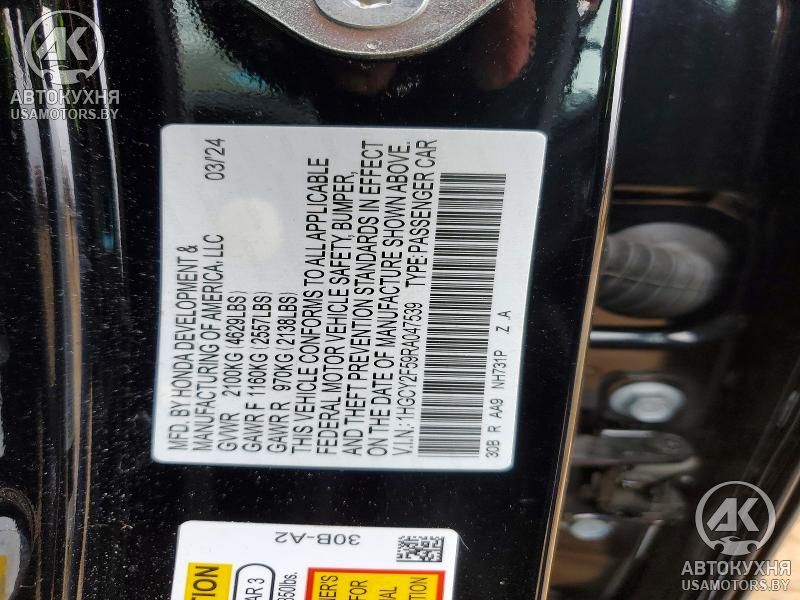 АВТОКУХНЯ
USAMOTORS.BY
MFD. BY HONDA DEVELOPMENT &
MANUFACTURING OF AMERICA, LLC 03/'24
GVWR 2100KG (4629LBS)
GAWR F 1160KG (2557LBS)
GAWR R 970KG (2138LBS)
THIS VEHICLE CONFORMS TO ALL APPLICABLE
FEDERAL MOTOR VEHICLE SAFETY, BUMPER,
AND THEFT PREVENTION STANDARDS IN EFFECT
ON THE DATE OF MANUFACTURE SHOWN ABOVE.
V.I.N.: 1HGCY2F59RA047539 TYPE: PASSENGER CAR
30B R AA9 NH731P Z .A
30B-A2
АВТОКУХНЯ
USAMOTORS.BY